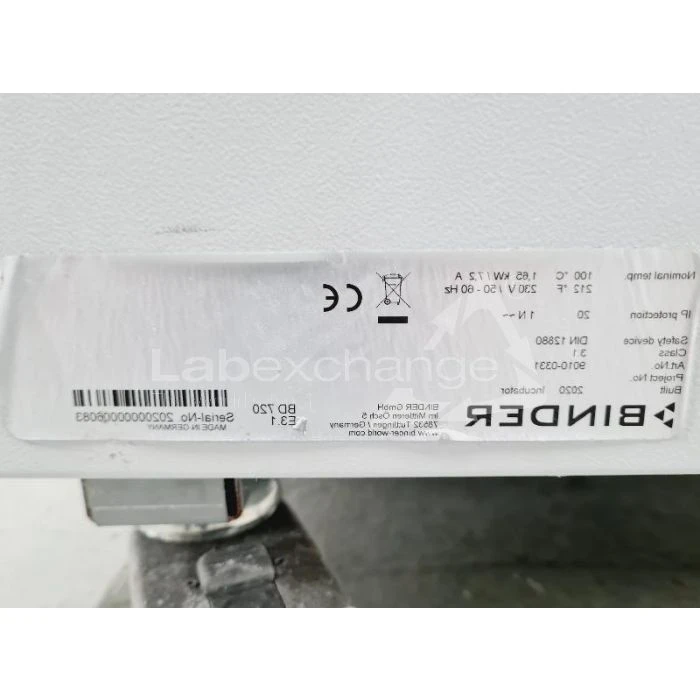 Nominal temp. 100 °C 1,65 kW / 7,2 A
212 °F 230 V / 50 - 60 Hz
IP protection 20 1 N ~
Safety device DIN 12880
Class 3.1
Art.No. 9010-0331
Project No.
Built 2020 Incubator
CE
BINDER
BINDER GmbH
Im Mittleren Ösch 5
78532 Tuttlingen / Germany
www.binder-world.com
BD 720
E3.1
Serial-No 20200000006083
MADE IN GERMANY
Labexchange